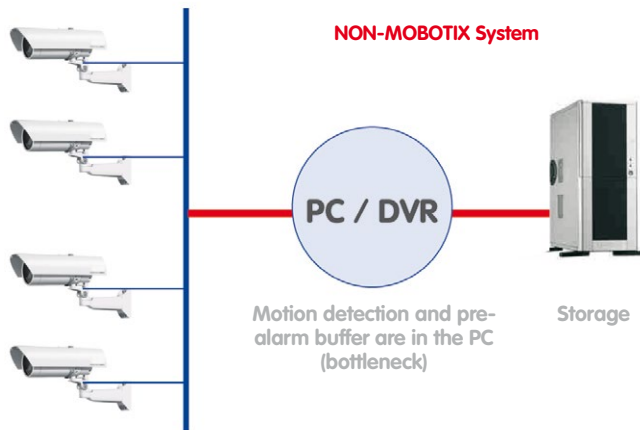 NON-MOBOTIX System
PC / DVR
Motion detection and pre-
alarm buffer are in the PC
(bottleneck)
Storage